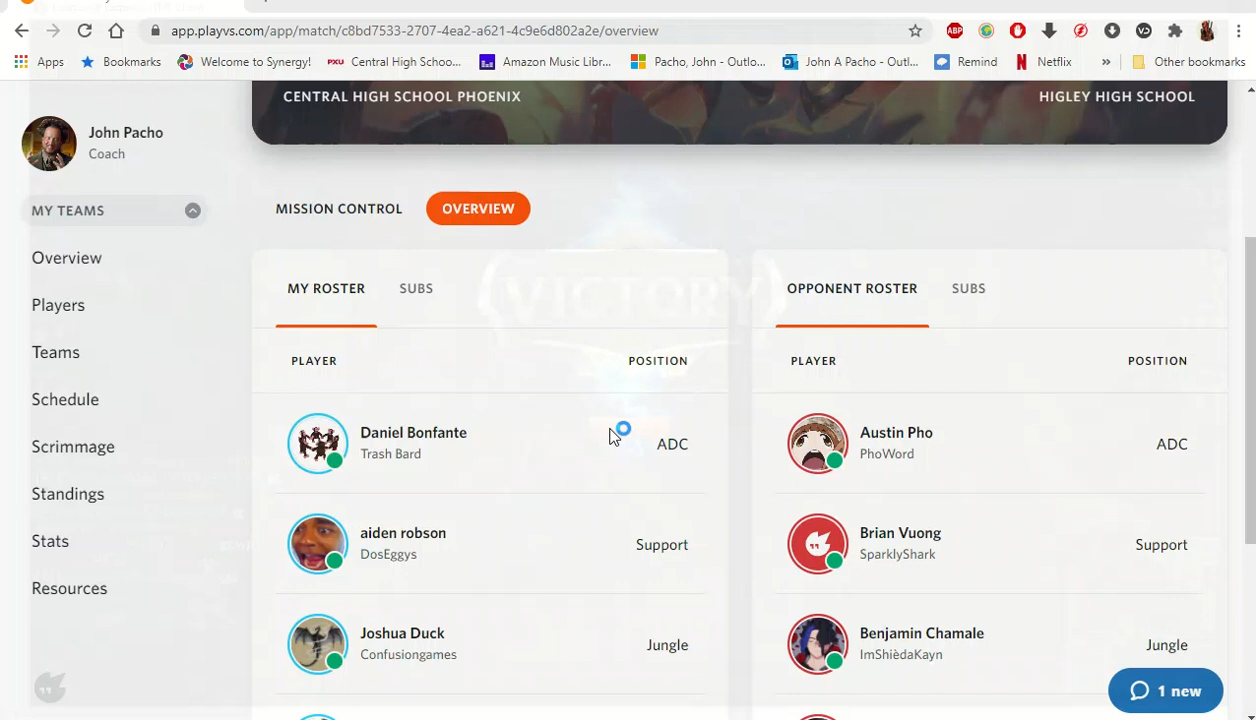 app.playvs.com/app/match/c8bd7533-2707-4ea2-a621-4c9e6d802a2e/overview
ABP
Apps
Bookmarks
Welcome to Synergy!
PXU Central High Schoo...
Amazon Music Libr...
Pacho, John - Outlo...
John A Pacho - Outl...
Remind
Netflix
»
Other bookmarks
CENTRAL HIGH SCHOOL PHOENIX
HIGLEY HIGH SCHOOL
John Pacho
Coach
MY TEAMS
Overview
Players
Teams
Schedule
Scrimmage
Standings
Stats
Resources
MISSION CONTROL
OVERVIEW
VICTORY
MY ROSTER
SUBS
PLAYER
POSITION
Daniel Bonfante
Trash Bard
ADC
aiden robson
DosEggys
Support
Joshua Duck
Confusiongames
Jungle
OPPONENT ROSTER
SUBS
PLAYER
POSITION
Austin Pho
PhoWord
ADC
Brian Vuong
SparklyShark
Support
Benjamin Chamale
ImShièdaKayn
Jungle
1 new